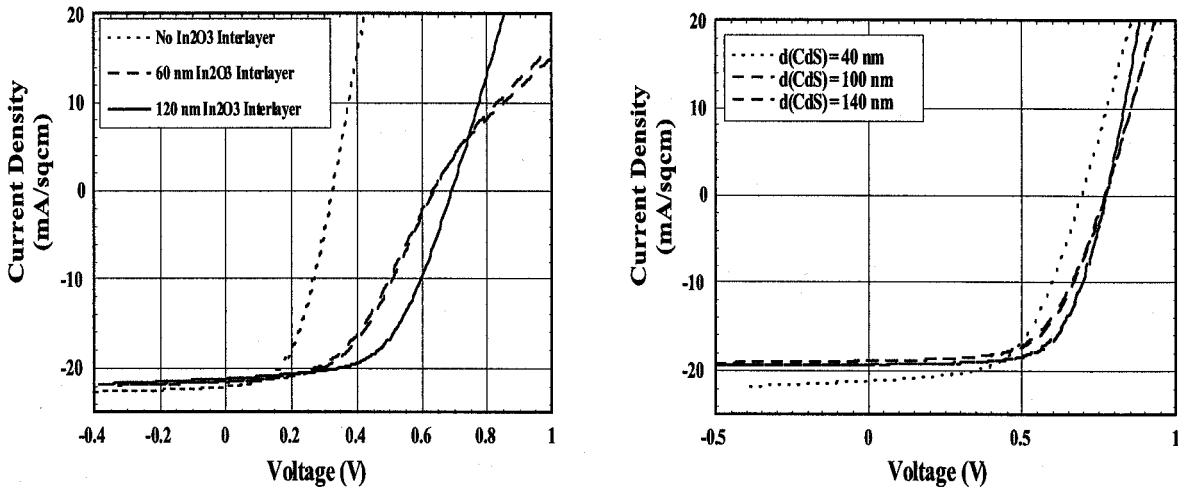 20
10
0
-10
-20
-0.4
-0.2
0
0.2
0.4
0.6
0.8
1
Voltage (V)
Current Density
(mA/sqcm)
No In2O3 Interlayer
60 nm In2O3 Interlayer
120 nm In2O3 Interlayer
20
10
0
-10
-20
-0.5
0
0.5
1
Voltage (V)
Current Density
(mA/sqcm)
d(CdS)= 40 nm
d(CdS)= 100 nm
d(CdS)= 140 nm